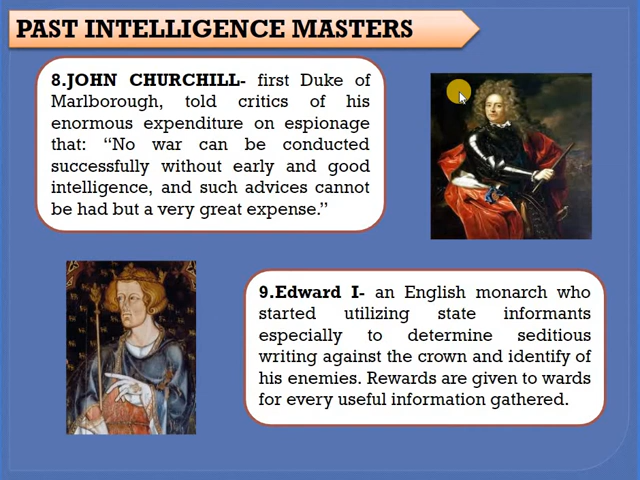 PAST INTELLIGENCE MASTERS
8.JOHN CHURCHILL- first Duke of
Marlborough, told critics of his
enormous expenditure on espionage
that: “No war can be conducted
successfully without early and good
intelligence, and such advices cannot
be had but a very great expense.”
9.Edward I- an English monarch who
started utilizing state informants
especially to determine seditious
writing against the crown and identify of
his enemies. Rewards are given to wards
for every useful information gathered.